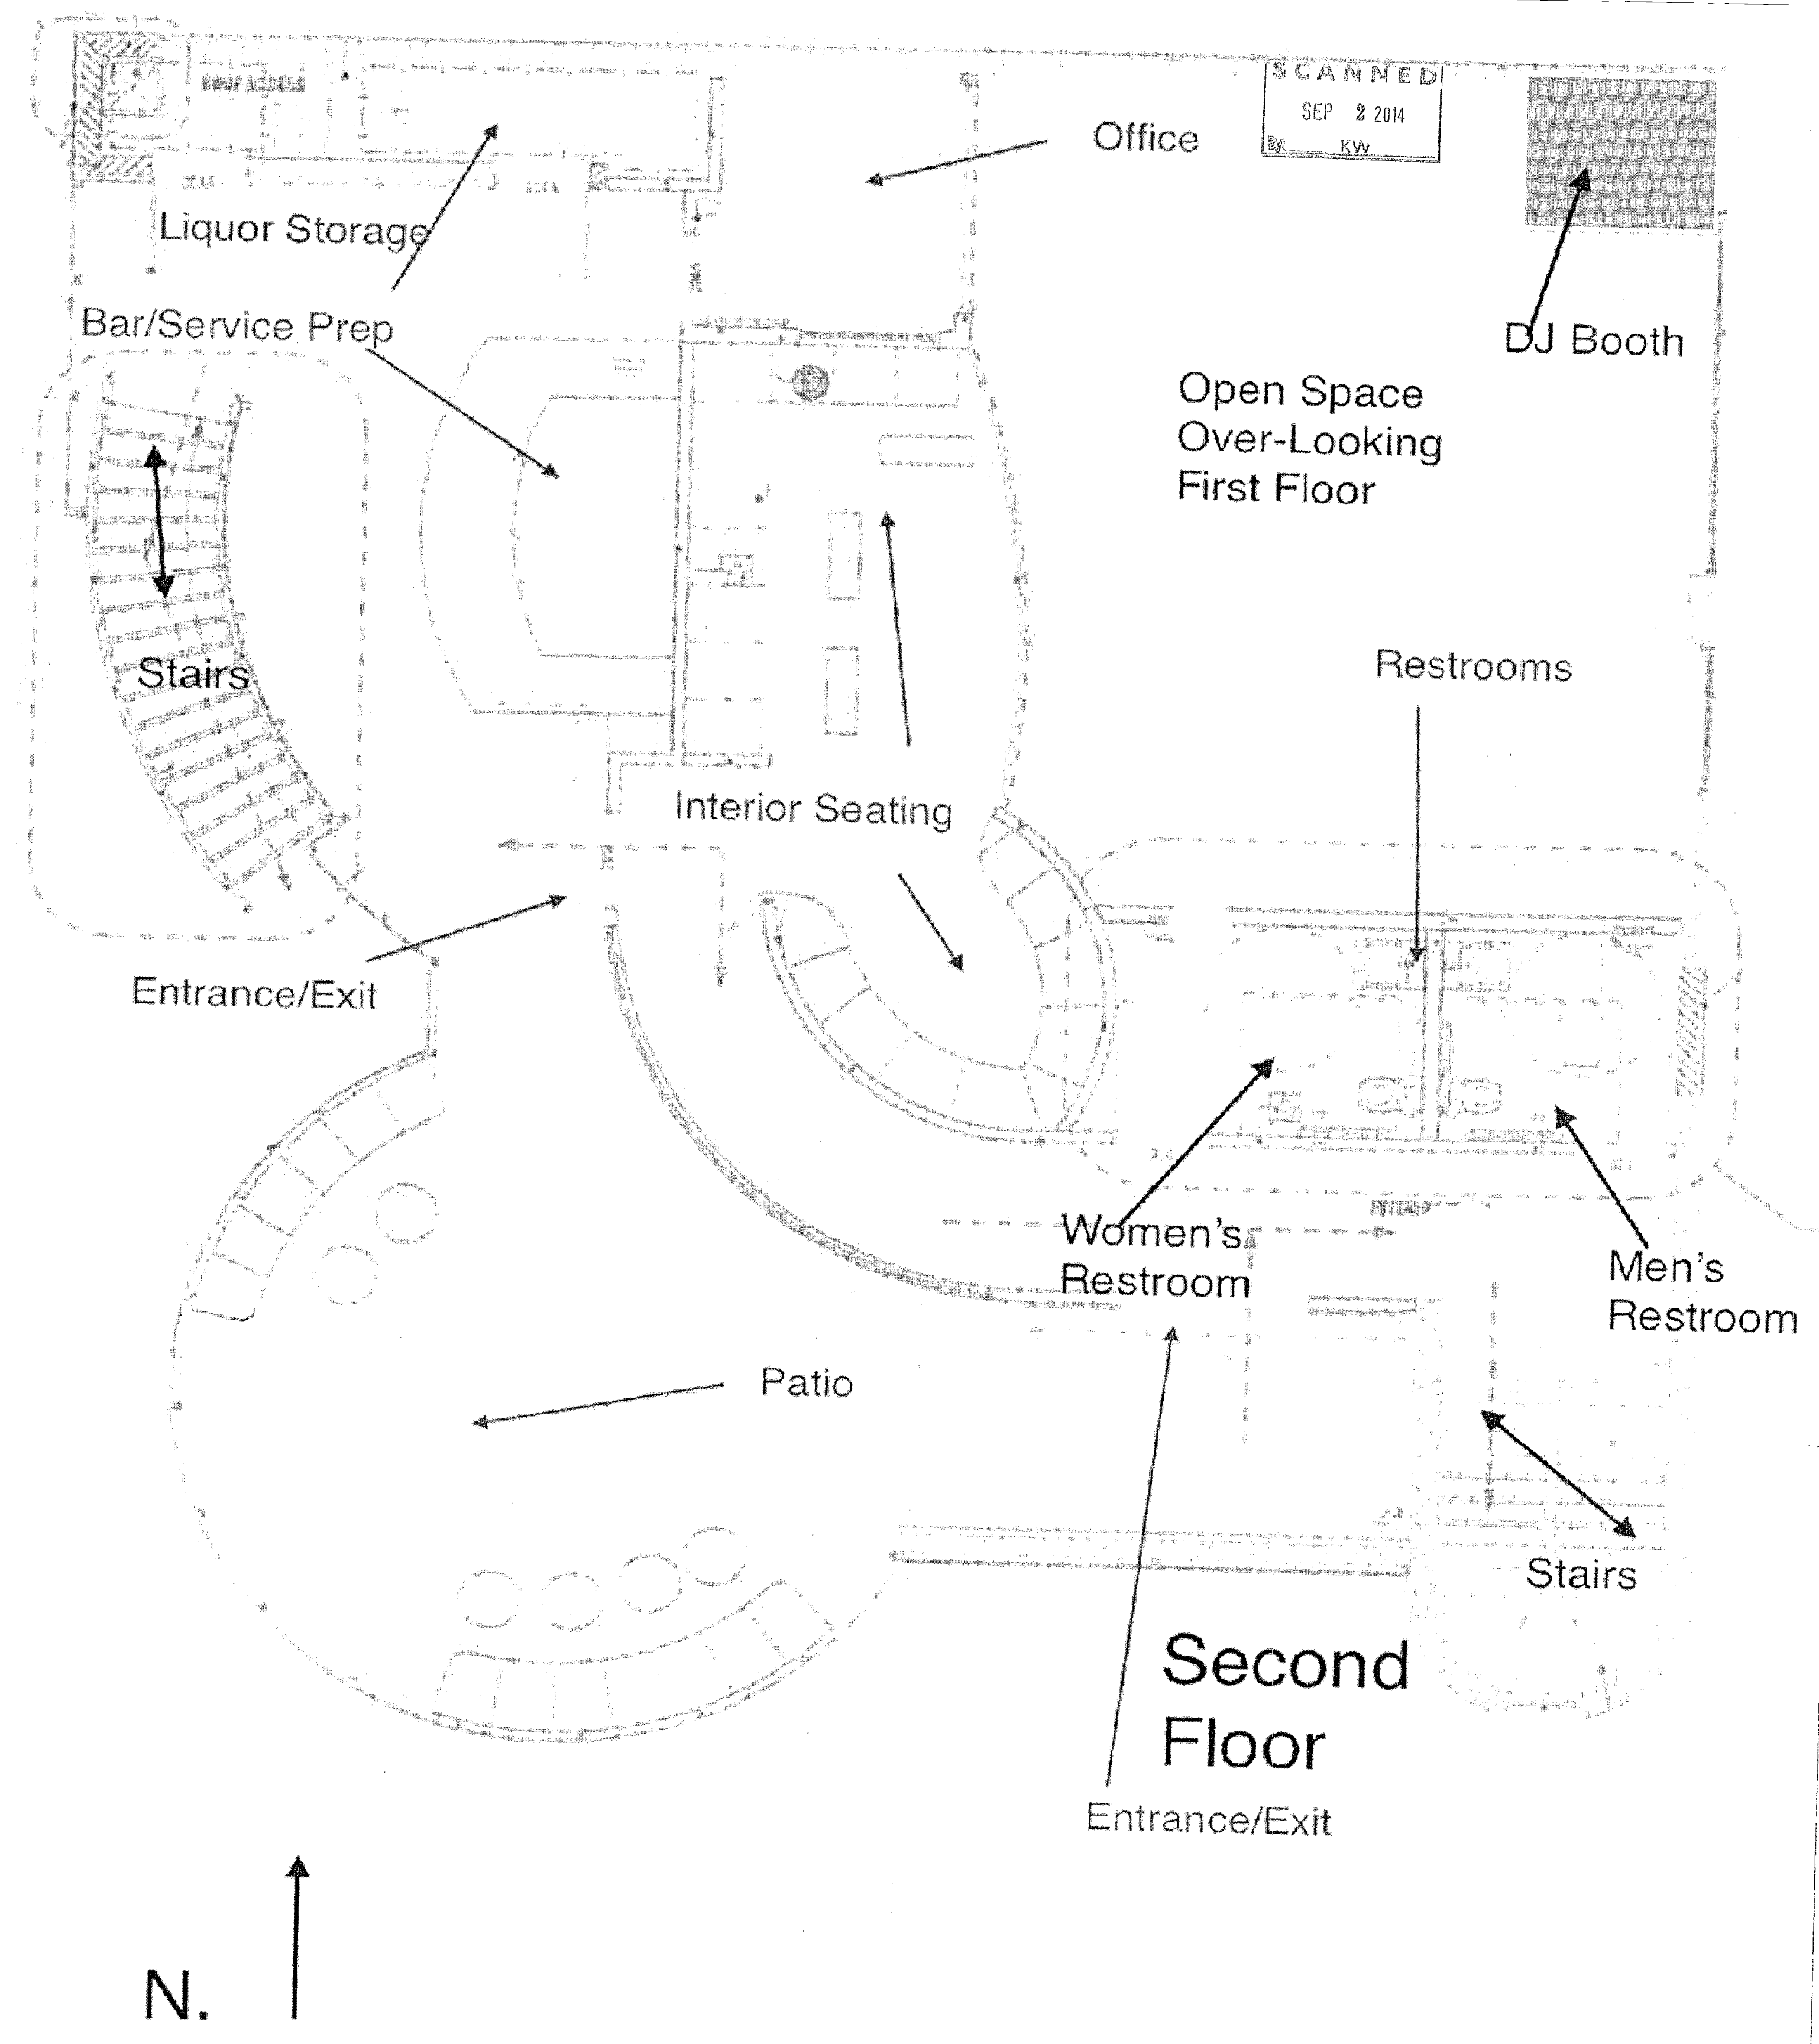 SCANNED
SEP 2 2014
By: KW
Office
Liquor Storage
Bar/Service Prep
DJ Booth
Open Space
Over-Looking
First Floor
Stairs
Restrooms
Interior Seating
Entrance/Exit
Women's
Restroom
Men's
Restroom
Patio
Stairs
Second
Floor
Entrance/Exit
N.